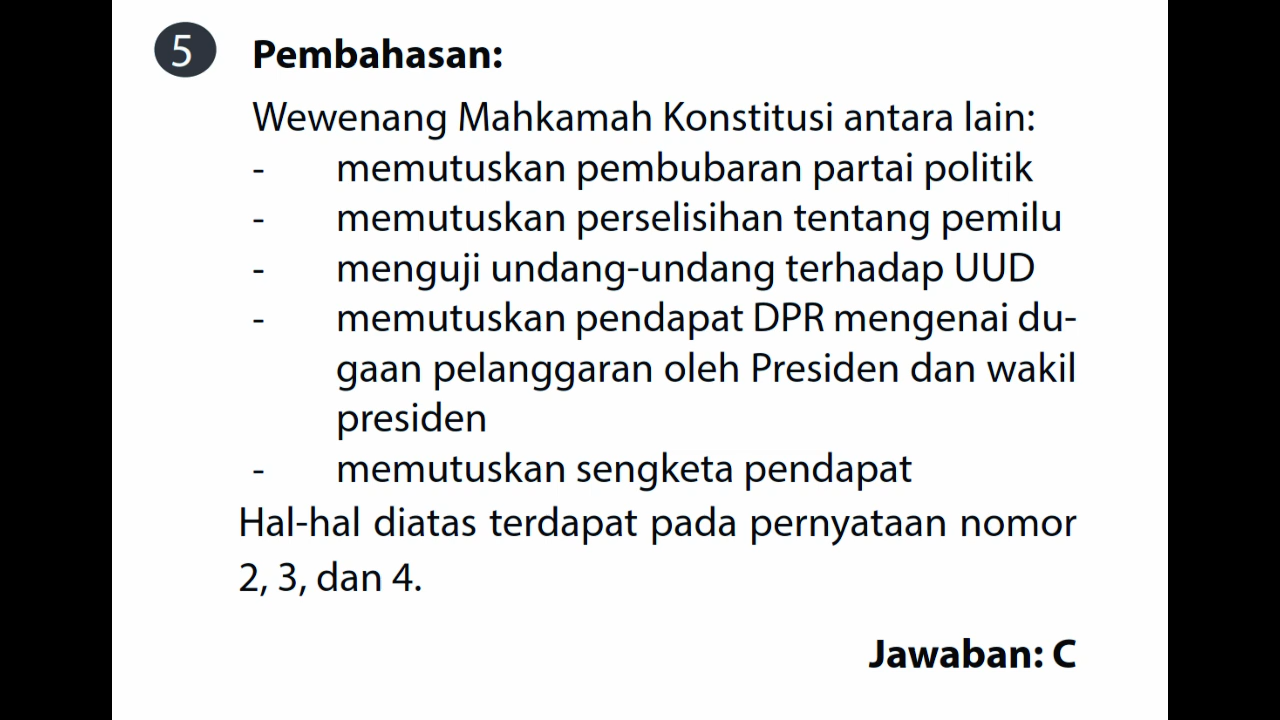 5 Pembahasan:
Wewenang Mahkamah Konstitusi antara lain:
- memutuskan pembubaran partai politik
- memutuskan perselisihan tentang pemilu
- menguji undang-undang terhadap UUD
- memutuskan pendapat DPR mengenai du-
gaan pelanggaran oleh Presiden dan wakil
presiden
- memutuskan sengketa pendapat
Hal-hal diatas terdapat pada pernyataan nomor
2, 3, dan 4.
Jawaban: C